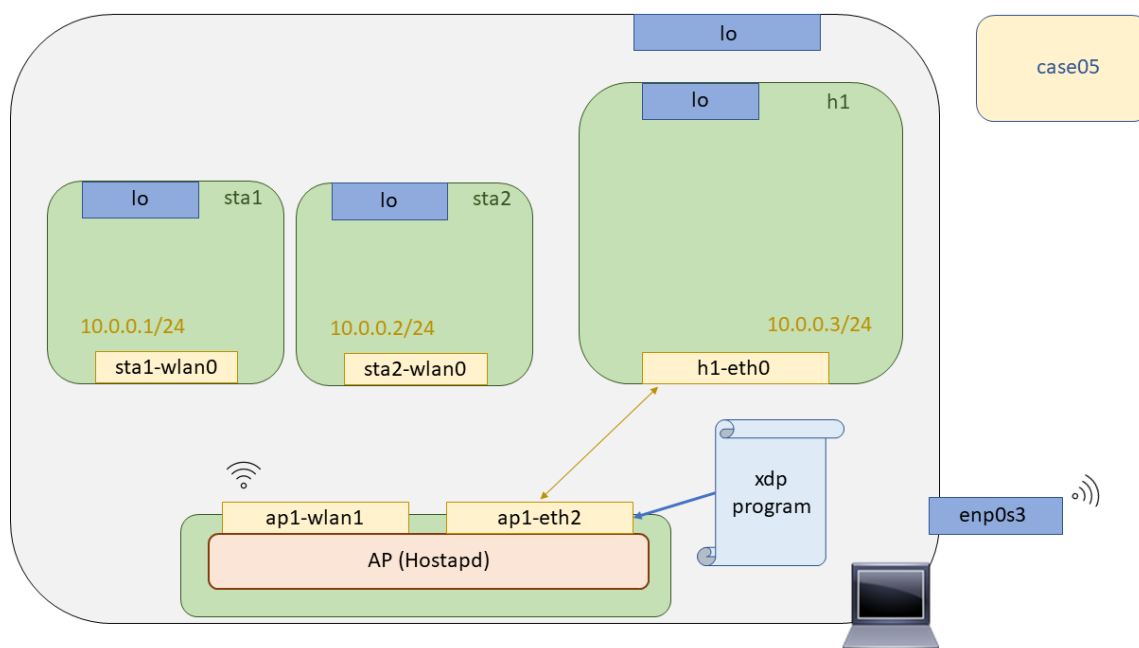 lo
case05
lo
h1
lo
sta1
lo
sta2
10.0.0.1/24
10.0.0.2/24
10.0.0.3/24
sta1-wlan0
sta2-wlan0
h1-eth0
xdp
program
ap1-wlan1
ap1-eth2
enp0s3
AP (Hostapd)